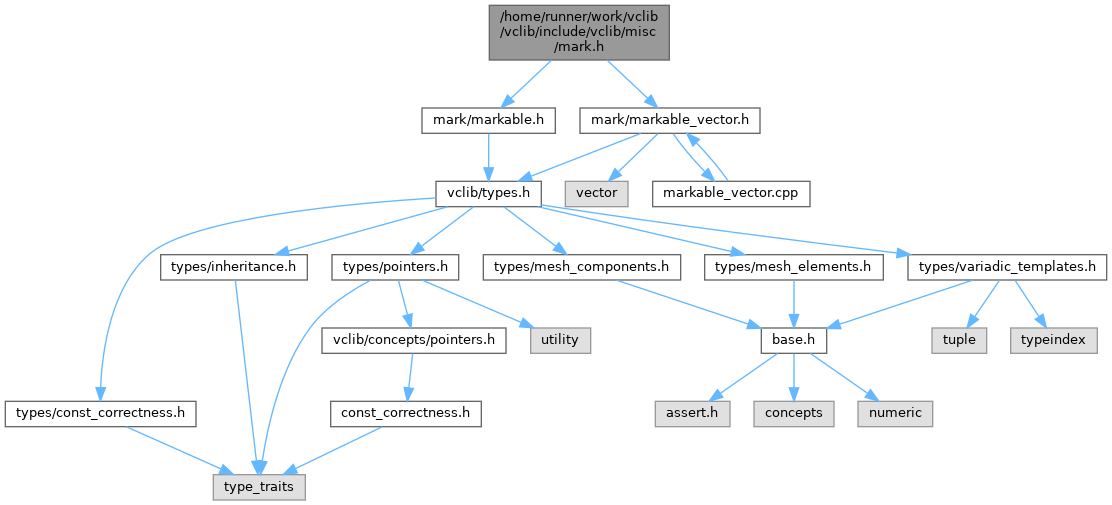 /home/runner/work/vclib
/vclib/include/vclib/misc
/mark.h
mark/markable.h
mark/markable_vector.h
vclib/types.h
vector
markable_vector.cpp
types/inheritance.h
types/pointers.h
types/mesh_components.h
types/mesh_elements.h
types/variadic_templates.h
vclib/concepts/pointers.h
utility
base.h
tuple
typeindex
types/const_correctness.h
const_correctness.h
assert.h
concepts
numeric
type_traits